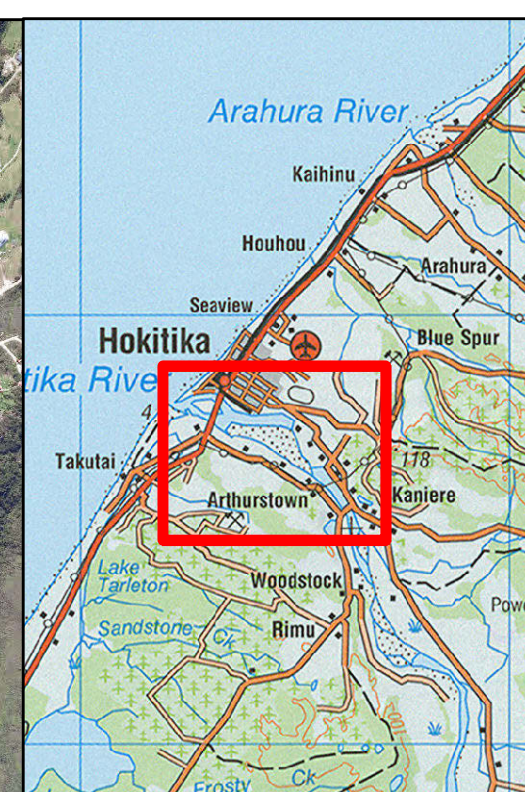 Arahura River
Kaihinu
Houhou
Arahura
Seaview
Hokitika
Blue Spur
tika Rive
4
Takutai
118
Arthurstown
Kaniere
Lake
Tarleton
Woodstock
Sandstone Ck
Rimu
Powe
Frosty Ck